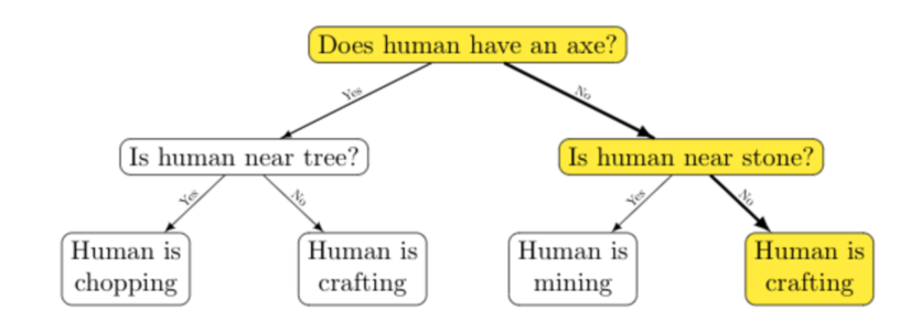 Does human have an axe?
Yes
No
Is human near tree?
Is human near stone?
Yes
No
Yes
No
Human is
chopping
Human is
crafting
Human is
mining
Human is
crafting